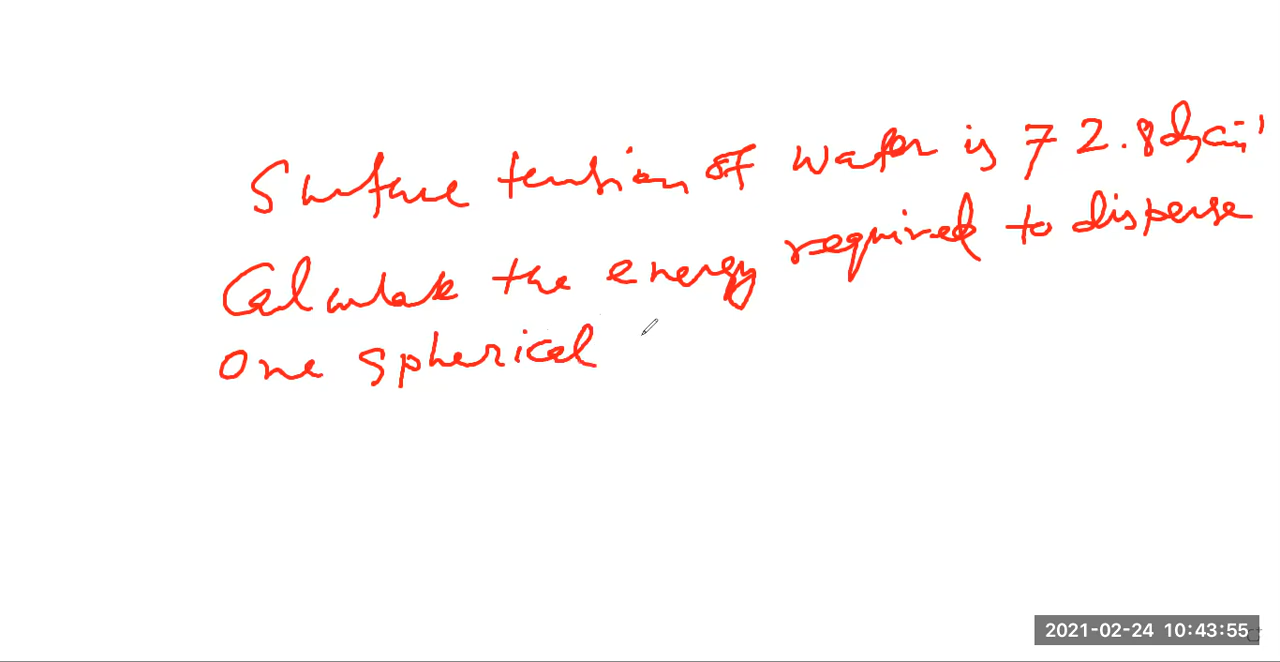 Surface tension of water is 72.8 dy cm⁻¹
Calculate the energy required to disperse
One spherical
2021-02-24 10:43:55